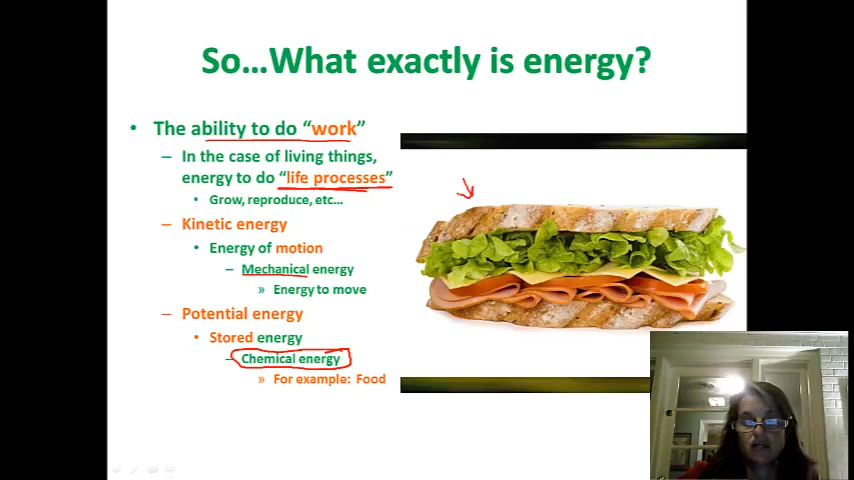 So...What exactly is energy?
• The ability to do “work”
– In the case of living things,
energy to do “life processes”
• Grow, reproduce, etc...
– Kinetic energy
• Energy of motion
– Mechanical energy
» Energy to move
– Potential energy
• Stored energy
– Chemical energy
» For example: Food